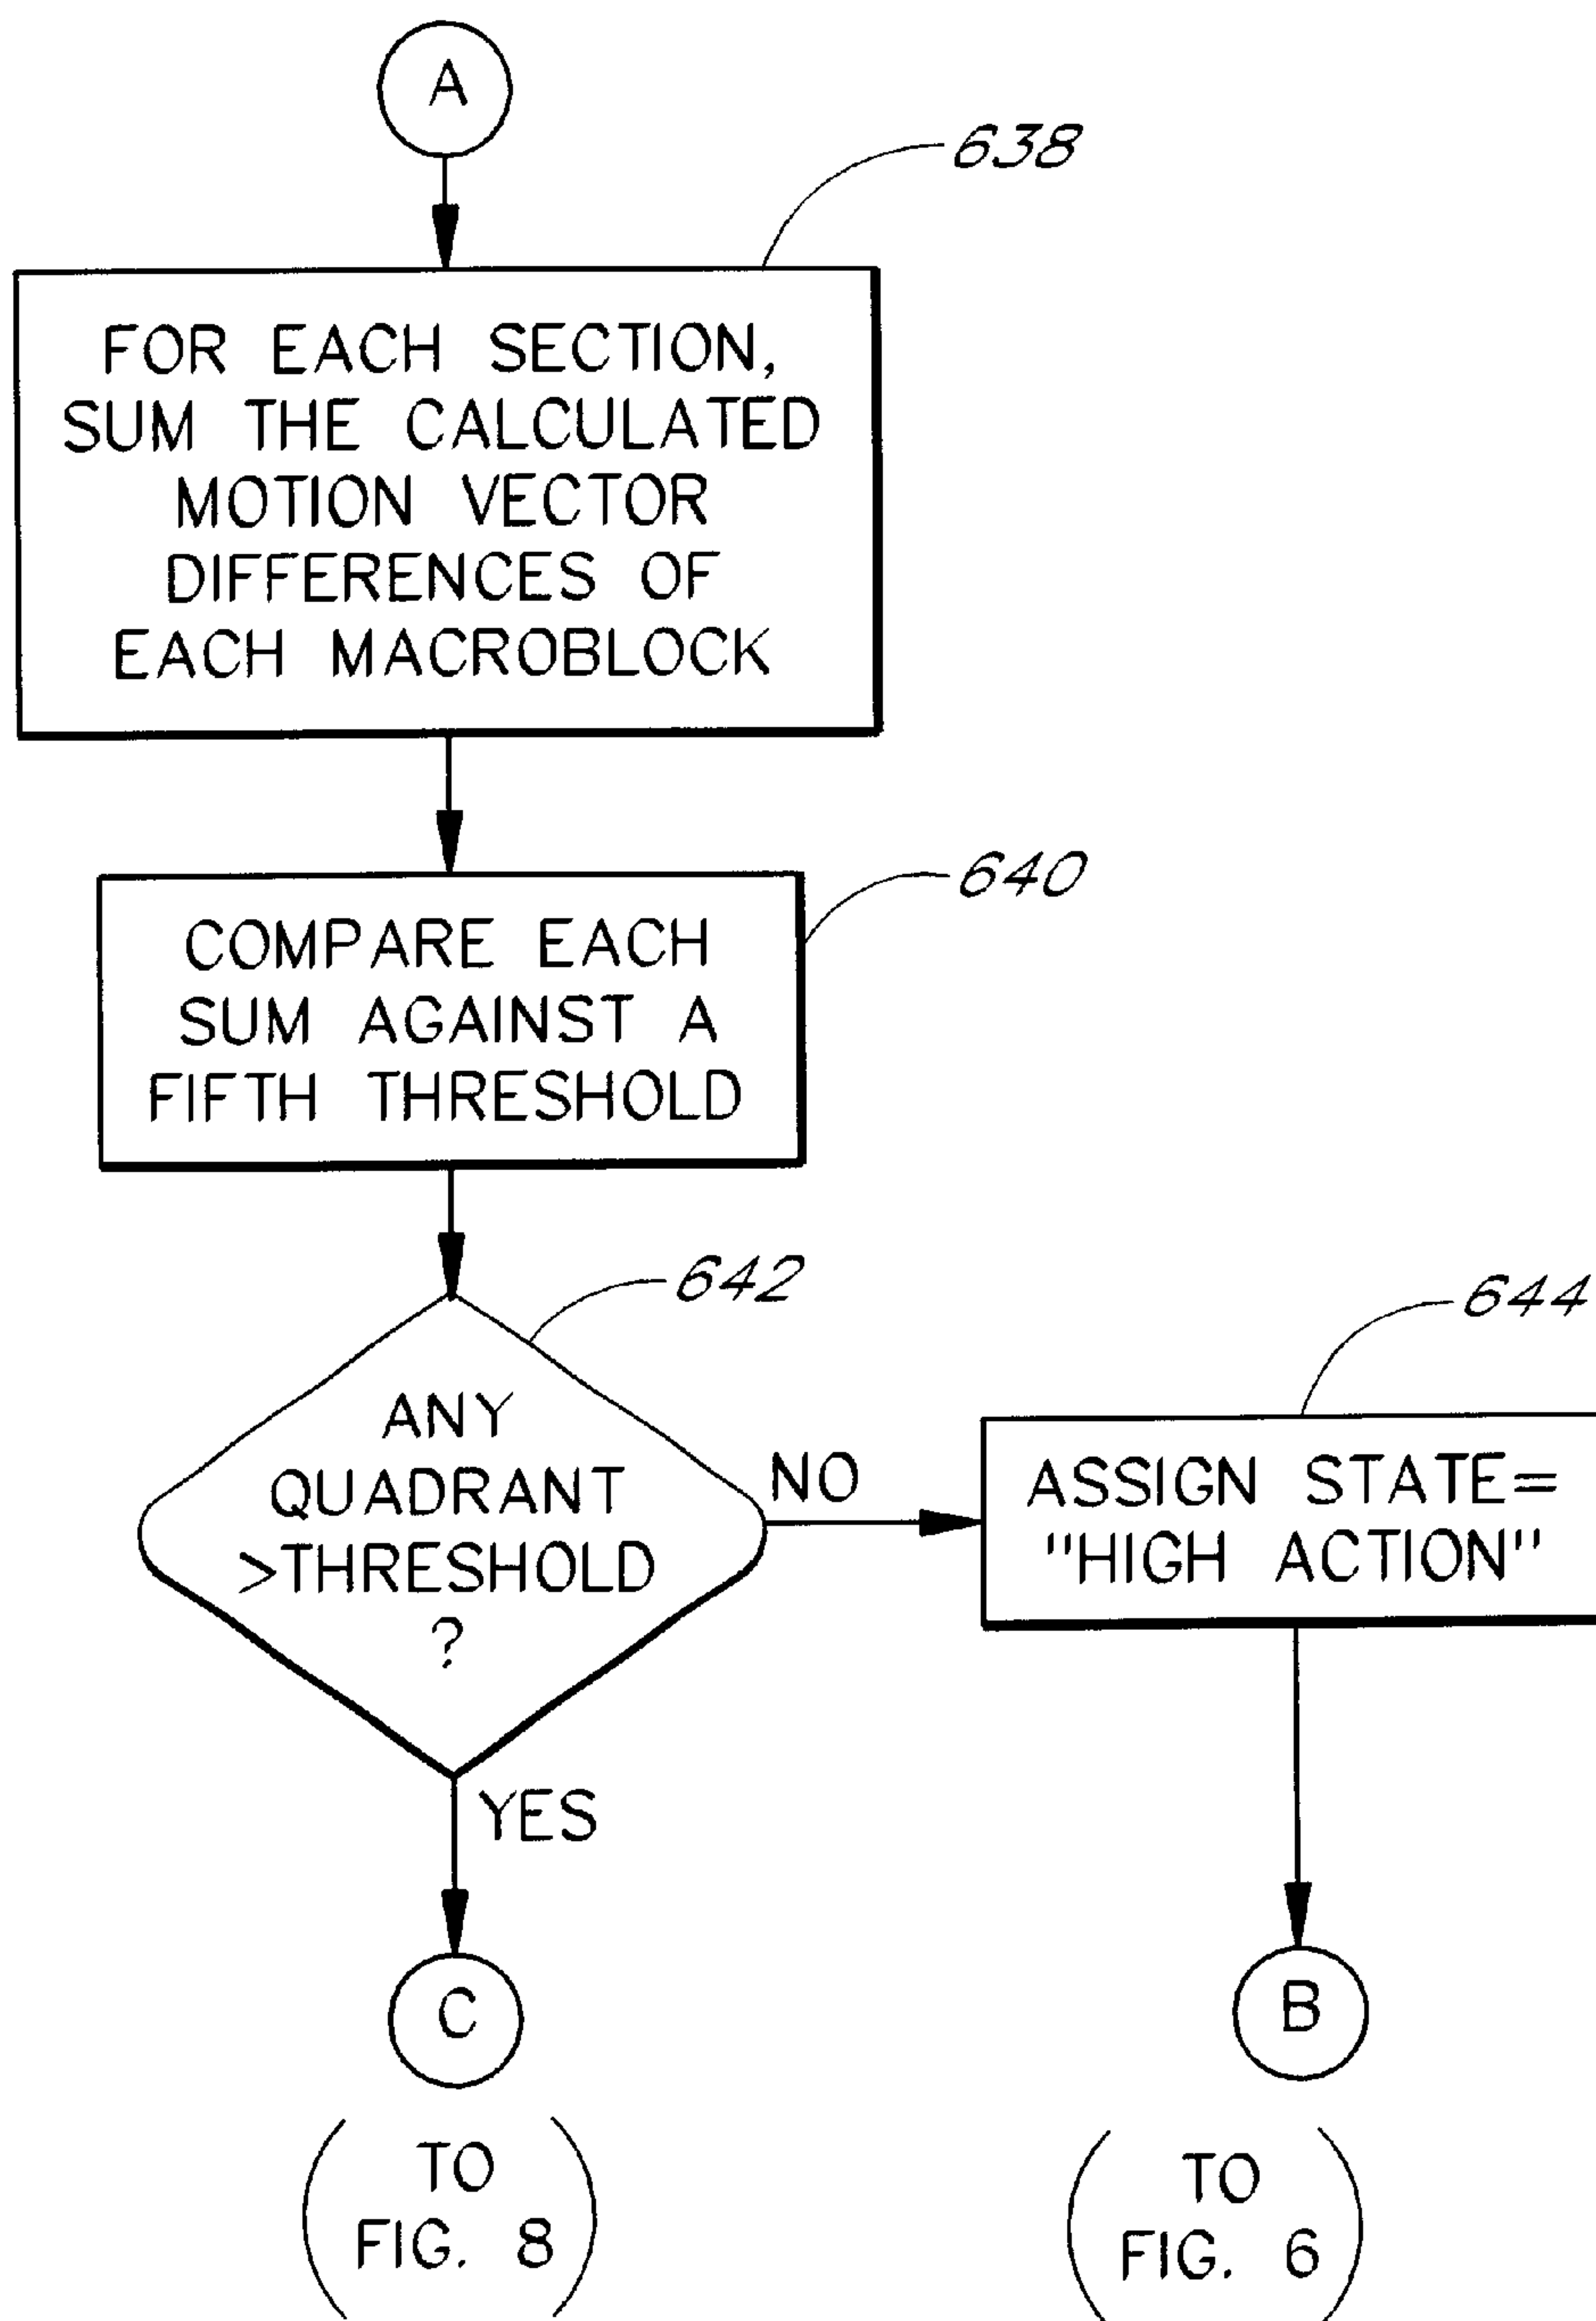 A
638
FOR EACH SECTION,
SUM THE CALCULATED
MOTION VECTOR
DIFFERENCES OF
EACH MACROBLOCK
640
COMPARE EACH
SUM AGAINST A
FIFTH THRESHOLD
642
ANY
QUADRANT
>THRESHOLD
?
NO
644
ASSIGN STATE=
"HIGH ACTION"
YES
C
B
TO
FIG. 8
TO
FIG. 6